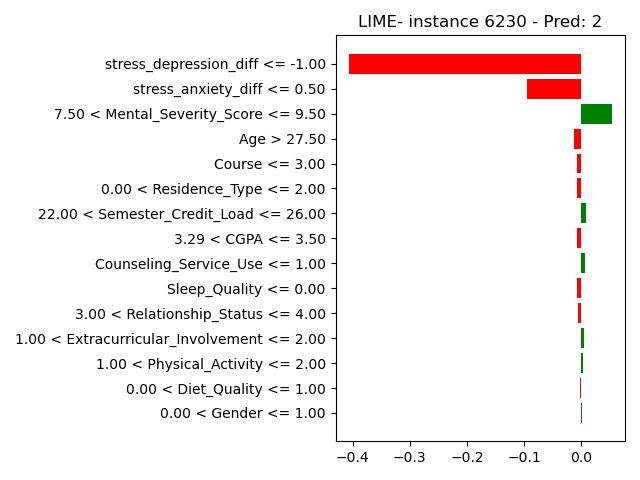 LIME- instance 6230 - Pred: 2
stress_depression_diff <= -1.00
stress_anxiety_diff <= 0.50
7.50 < Mental_Severity_Score <= 9.50
Age > 27.50
Course <= 3.00
0.00 < Residence_Type <= 2.00
22.00 < Semester_Credit_Load <= 26.00
3.29 < CGPA <= 3.50
Counseling_Service_Use <= 1.00
Sleep_Quality <= 0.00
3.00 < Relationship_Status <= 4.00
1.00 < Extracurricular_Involvement <= 2.00
1.00 < Physical_Activity <= 2.00
0.00 < Diet_Quality <= 1.00
0.00 < Gender <= 1.00
−0.4 −0.3 −0.2 −0.1 0.0